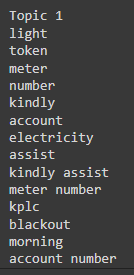 Topic 1
light
token
meter
number
kindly
account
electricity
assist
kindly assist
meter number
kplc
blackout
morning
account number